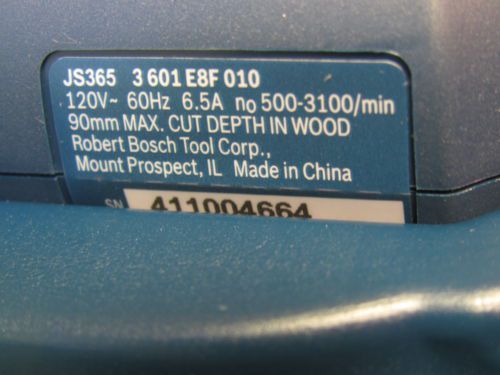 JS365 3 601 E8F 010
120V~ 60Hz 6.5A no 500-3100/min
90mm MAX. CUT DEPTH IN WOOD
Robert Bosch Tool Corp.,
Mount Prospect, IL Made in China
SN 411004664